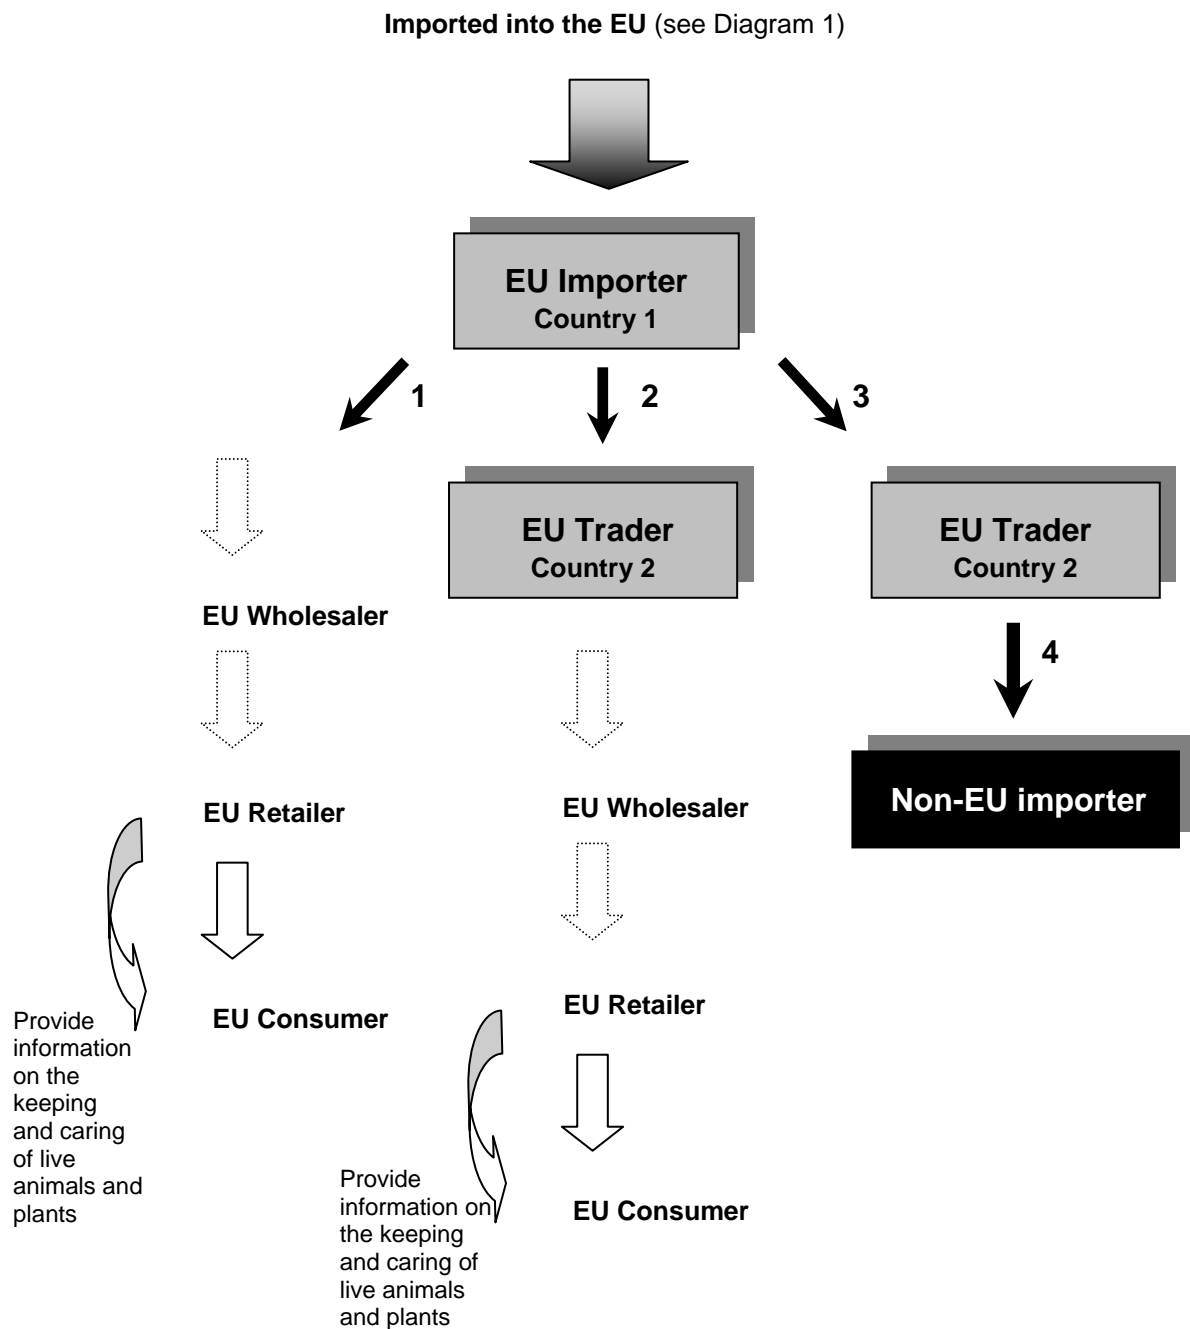 Imported into the EU (see Diagram 1)
EU Importer
Country 1
1
2
3
EU Trader
Country 2
EU Trader
Country 2
EU Wholesaler
4
EU Retailer
EU Wholesaler
Non-EU importer
Provide
information
on the
keeping
and caring
of live
animals and
plants
EU Consumer
EU Retailer
Provide
information on
the keeping
and caring of
live animals
and plants
EU Consumer